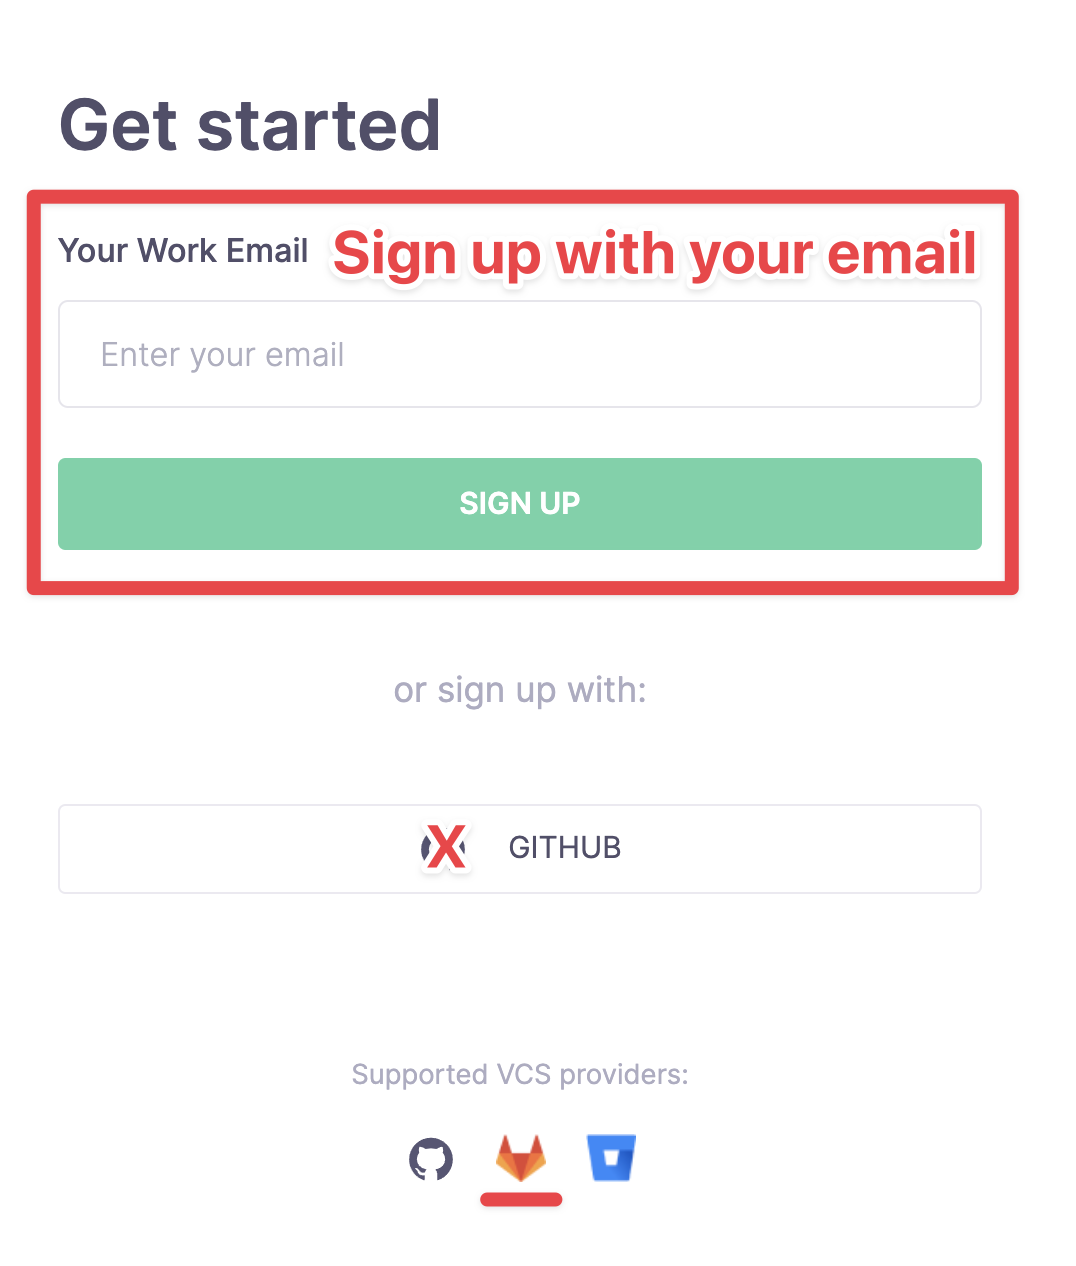 Get started
Your Work Email Sign up with your email
Enter your email
SIGN UP
or sign up with:
X GITHUB
Supported VCS providers: